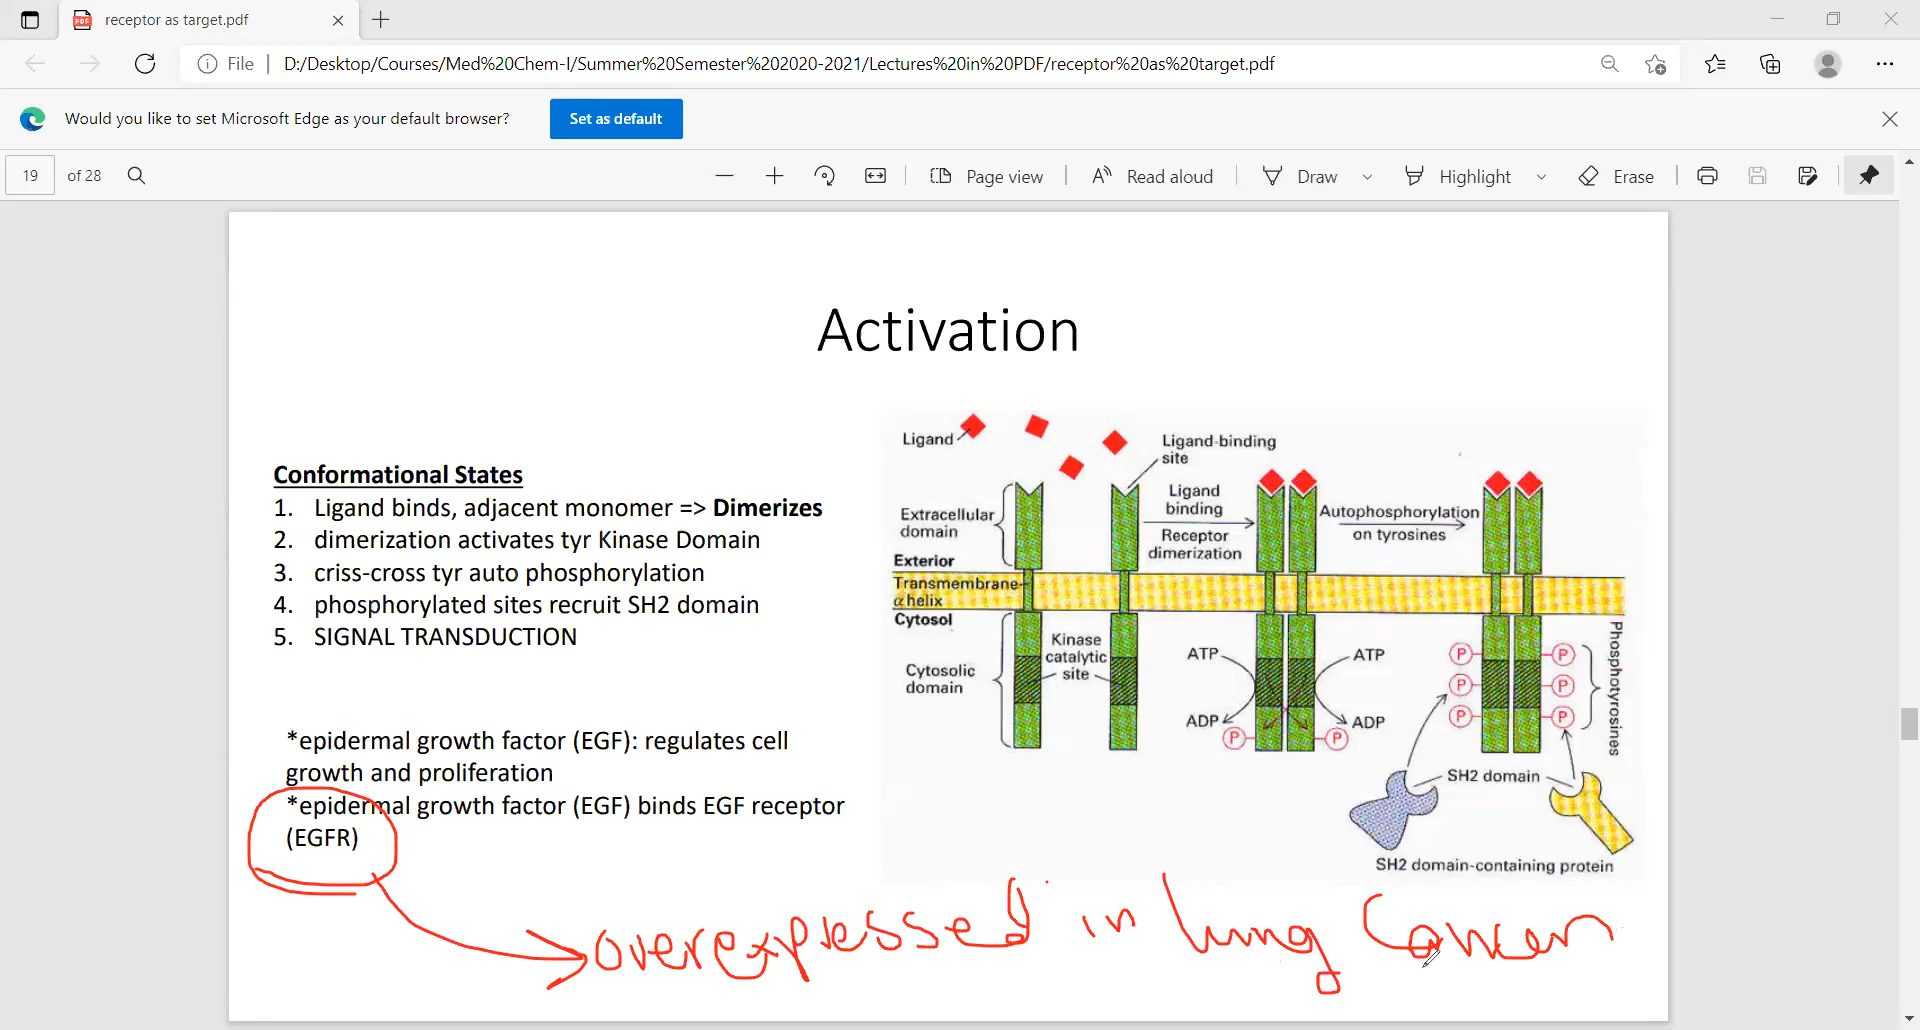 receptor as target.pdf
File | D:/Desktop/Courses/Med%20Chem-I/Summer%20Semester%202020-2021/Lectures%20in%20PDF/receptor%20as%20target.pdf
Would you like to set Microsoft Edge as your default browser? Set as default
19 of 28 Page view Read aloud Draw Highlight Erase
Activation
Conformational States
1. Ligand binds, adjacent monomer => Dimerizes
2. dimerization activates tyr Kinase Domain
3. criss-cross tyr auto phosphorylation
4. phosphorylated sites recruit SH2 domain
5. SIGNAL TRANSDUCTION
*epidermal growth factor (EGF): regulates cell
growth and proliferation
*epidermal growth factor (EGF) binds EGF receptor
(EGFR)
Ligand
Ligand-binding
site
Extracellular
domain
Ligand
binding
Receptor
dimerization
Autophosphorylation
on tyrosines
Exterior
Transmembrane
α helix
Cytosol
Kinase
catalytic
site
Cytosolic
domain
ATP
ATP
ADP
ADP
P
P
P
P
P
P
P
P
Phosphotyrosines
SH2 domain
SH2 domain-containing protein
overexpressed in lung Cancer